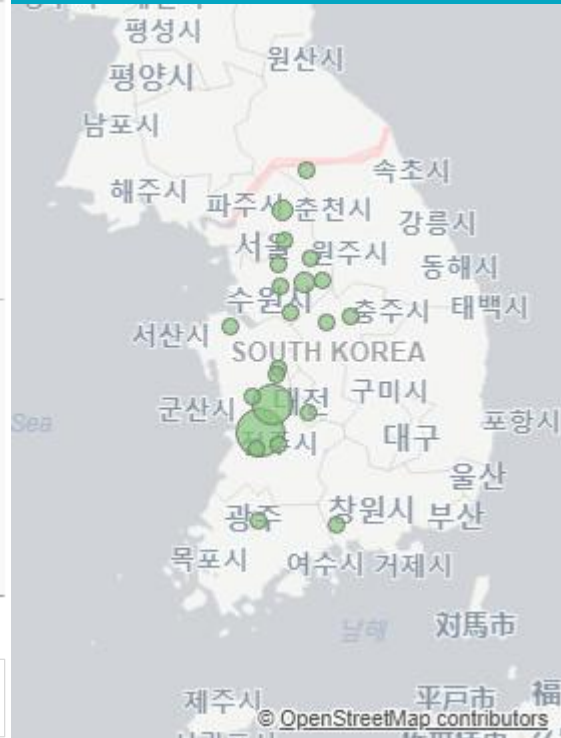 평성시
원산시
평양시
남포시
속초시
해주시
파주시
춘천시
강릉시
서울
원주시
동해시
수원시
충주시
태백시
서산시
SOUTH KOREA
대전
구미시
군산시
Sea
포항시
대구
전주시
울산
창원시
부산
광주
목포시
여수시
거제시
対馬市
남해
제주시
平戸市
福
© OpenStreetMap contributors